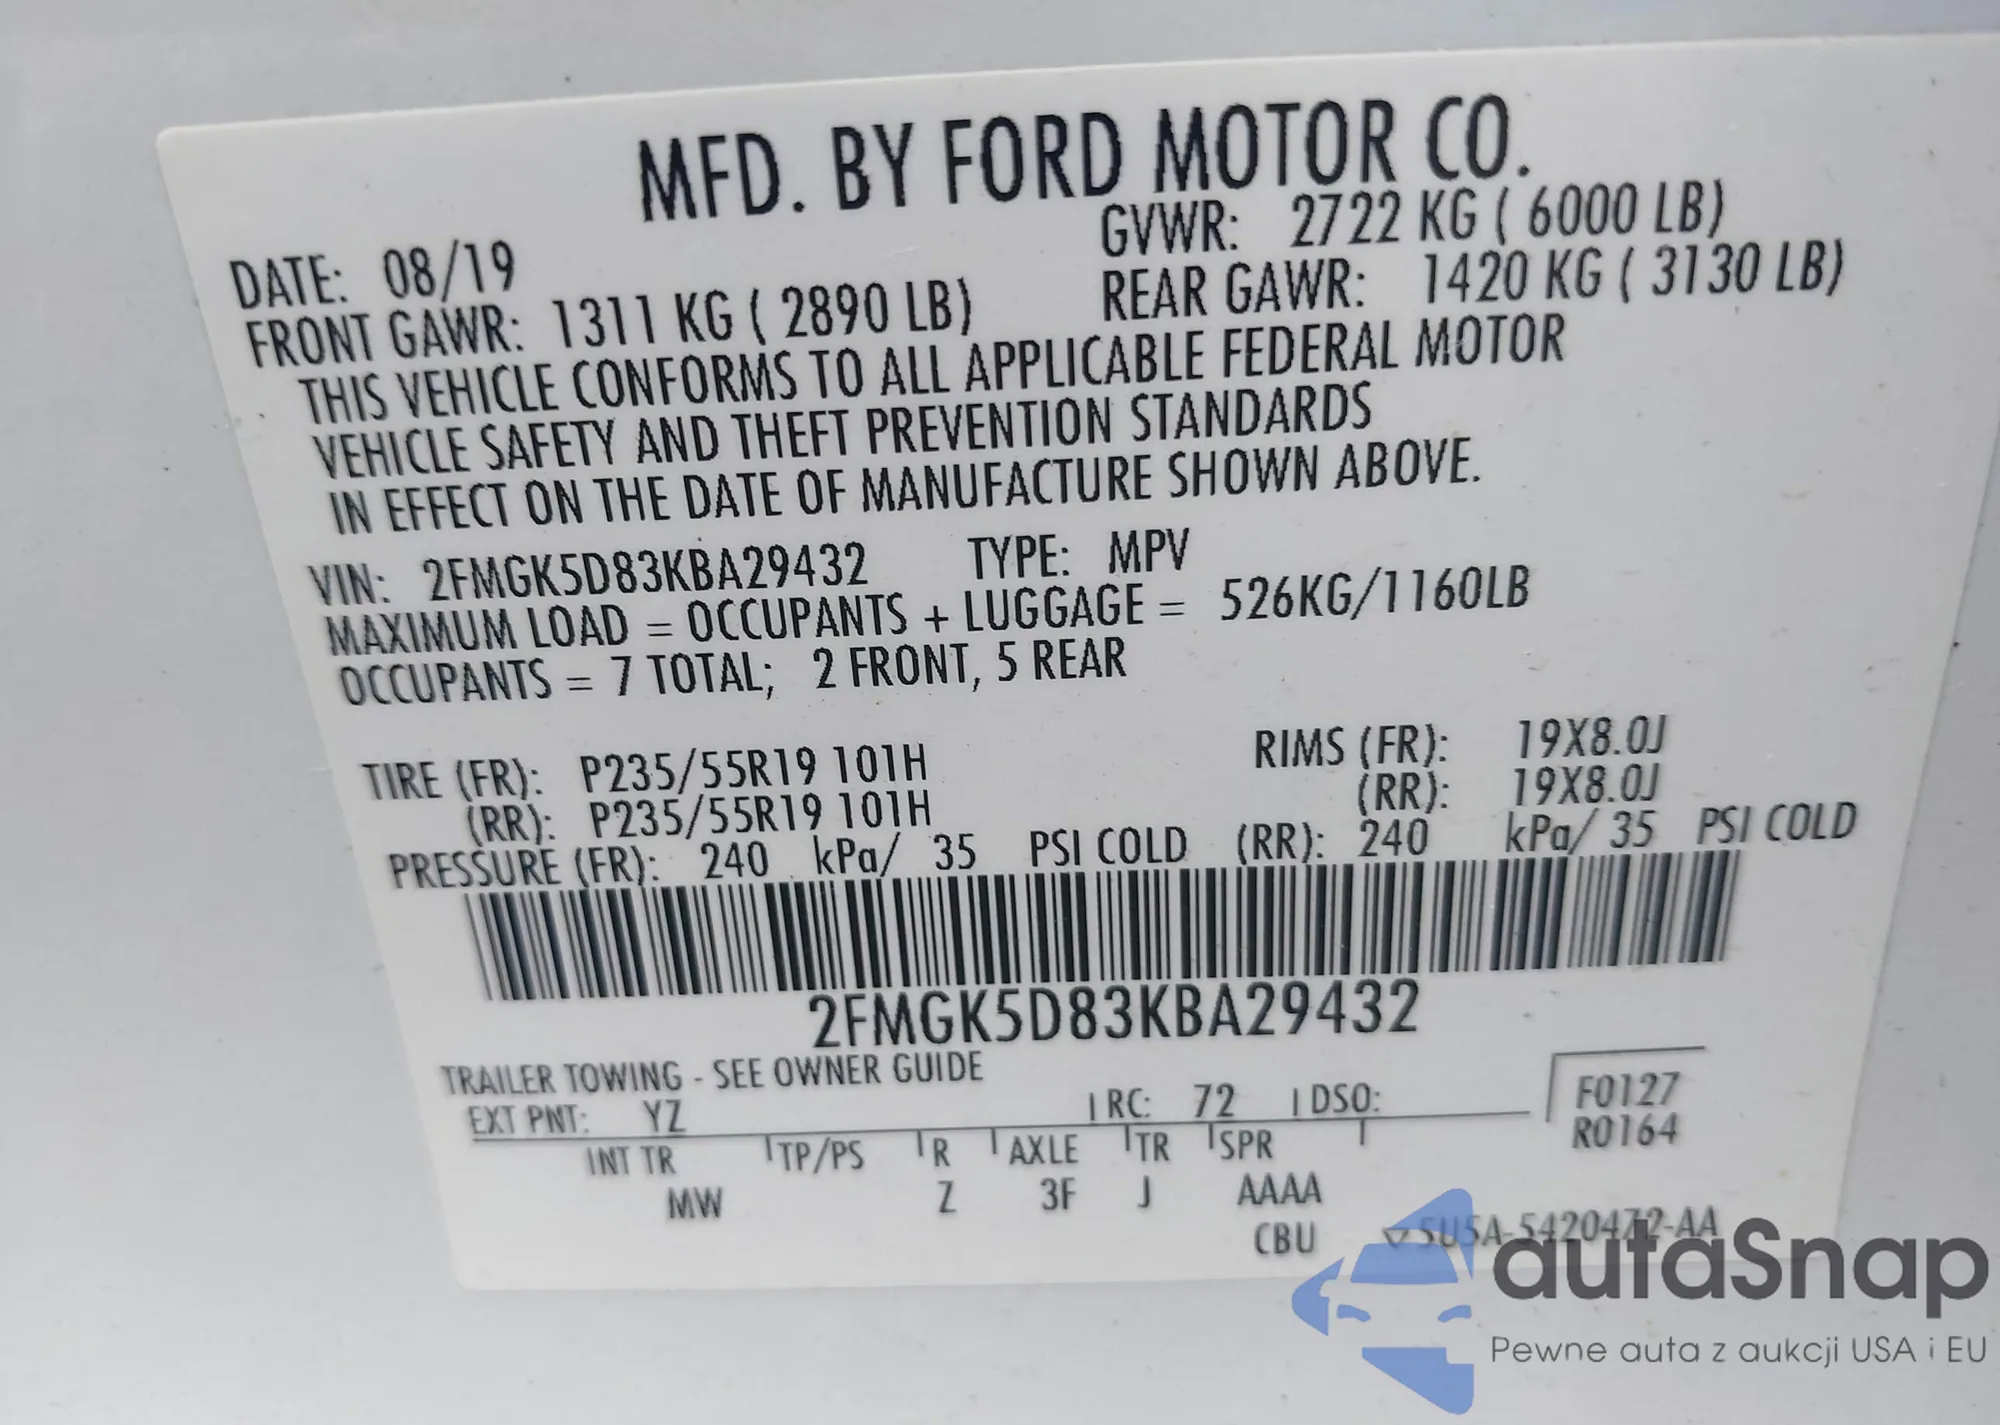 MFD. BY FORD MOTOR CO.
DATE: 08/19 GVWR: 2722 KG ( 6000 LB)
FRONT GAWR: 1311 KG ( 2890 LB) REAR GAWR: 1420 KG ( 3130 LB)
THIS VEHICLE CONFORMS TO ALL APPLICABLE FEDERAL MOTOR
VEHICLE SAFETY AND THEFT PREVENTION STANDARDS
IN EFFECT ON THE DATE OF MANUFACTURE SHOWN ABOVE.
VIN: 2FMGK5D83KBA29432 TYPE: MPV
MAXIMUM LOAD = OCCUPANTS + LUGGAGE = 526KG/1160LB
OCCUPANTS = 7 TOTAL; 2 FRONT, 5 REAR
TIRE (FR): P235/55R19 101H RIMS (FR): 19X8.0J
(RR): P235/55R19 101H (RR): 19X8.0J
PRESSURE (FR): 240 kPa/ 35 PSI COLD (RR): 240 kPa/ 35 PSI COLD
2FMGK5D83KBA29432
TRAILER TOWING - SEE OWNER GUIDE
EXT PNT: YZ RC: 72 DSO: F0127
R0164
INT TR TP/PS R AXLE TR SPR
MW Z 3F J AAAA
CBU 5U5A-5420472-AA
autaSnap
Pewne auta z aukcji USA i EU